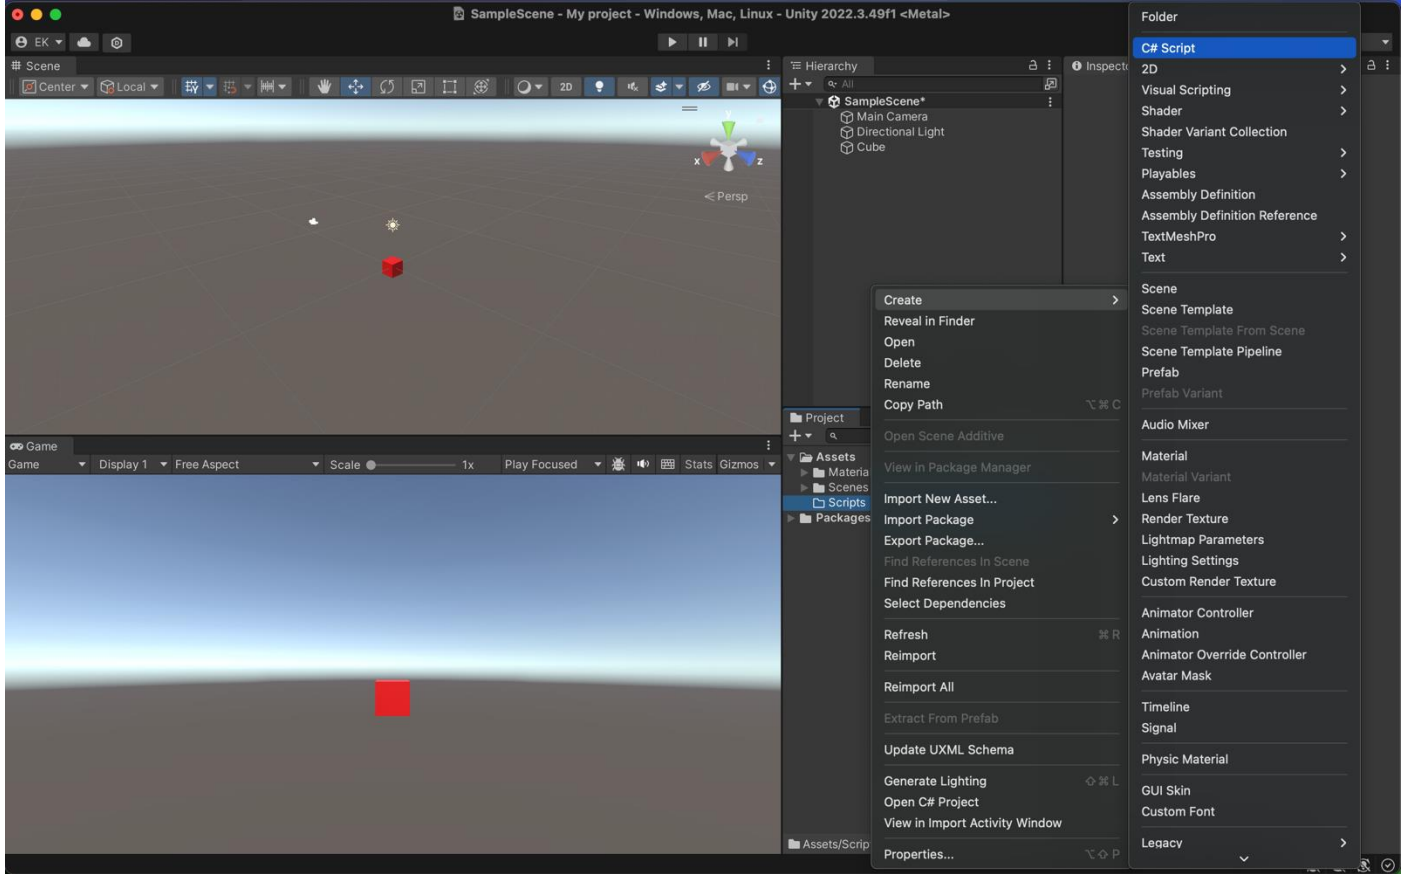 SampleScene - My project - Windows, Mac, Linux - Unity 2022.3.49f1 <Metal>
EK
Scene
Center
Local
2D
y
x
z
Persp
Game
Game
Display 1
Free Aspect
Scale
1x
Play Focused
Stats
Gizmos
Hierarchy
All
SampleScene*
Main Camera
Directional Light
Cube
Project
Assets
Materia
Scenes
Scripts
Packages
Assets/Scrip
Inspecto
Create
Reveal in Finder
Open
Delete
Rename
Copy Path ⌥⌘C
Open Scene Additive
View in Package Manager
Import New Asset...
Import Package
Export Package...
Find References In Scene
Find References In Project
Select Dependencies
Refresh ⌘R
Reimport
Reimport All
Extract From Prefab
Update UXML Schema
Generate Lighting ⇧⌘L
Open C# Project
View in Import Activity Window
Properties... ⌥⇧P
Folder
C# Script
2D
Visual Scripting
Shader
Shader Variant Collection
Testing
Playables
Assembly Definition
Assembly Definition Reference
TextMeshPro
Text
Scene
Scene Template
Scene Template From Scene
Scene Template Pipeline
Prefab
Prefab Variant
Audio Mixer
Material
Material Variant
Lens Flare
Render Texture
Lightmap Parameters
Lighting Settings
Custom Render Texture
Animator Controller
Animation
Animator Override Controller
Avatar Mask
Timeline
Signal
Physic Material
GUI Skin
Custom Font
Legacy